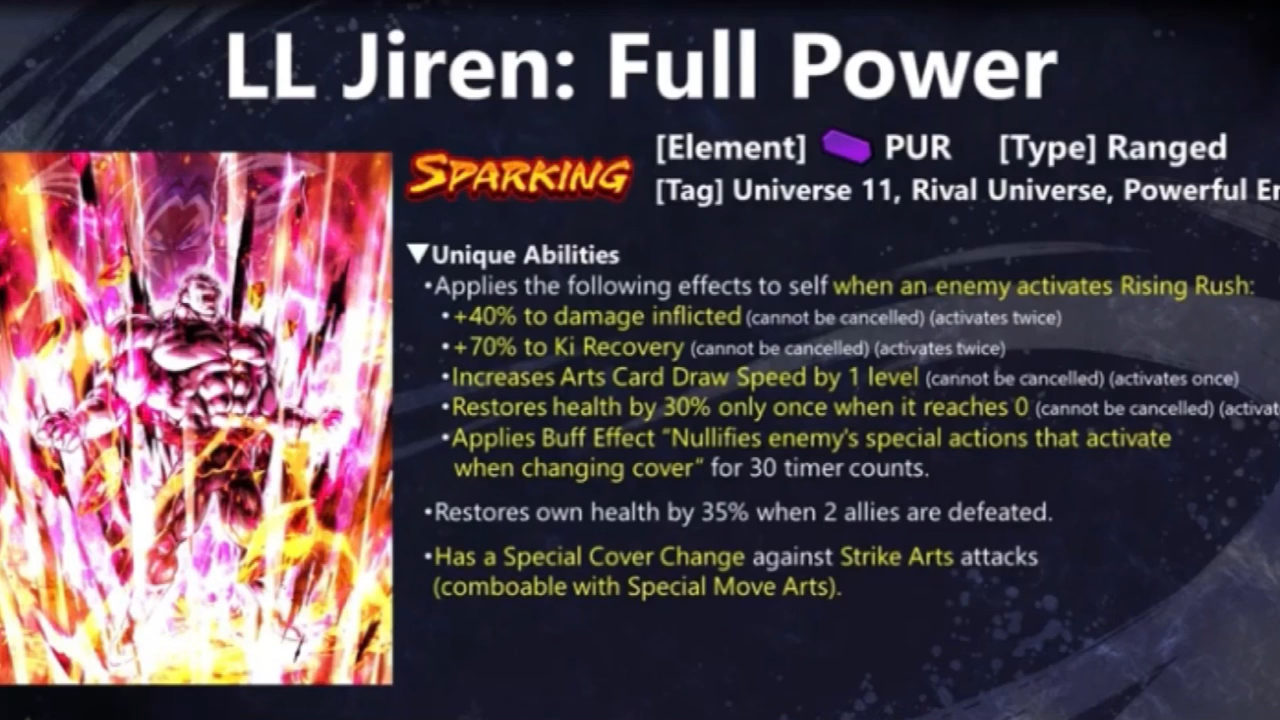 LL Jiren: Full Power
SPARKING
[Element] PUR [Type] Ranged
[Tag] Universe 11, Rival Universe, Powerful
▼Unique Abilities
•Applies the following effects to self when an enemy activates Rising Rush:
•+40% to damage inflicted (cannot be cancelled) (activates twice)
•+70% to Ki Recovery (cannot be cancelled) (activates twice)
•Increases Arts Card Draw Speed by 1 level (cannot be cancelled) (activates once)
•Restores health by 30% only once when it reaches 0 (cannot be cancelled)
•Applies Buff Effect "Nullifies enemy's special actions that activate
when changing cover" for 30 timer counts.
•Restores own health by 35% when 2 allies are defeated.
•Has a Special Cover Change against Strike Arts attacks
(comboable with Special Move Arts).